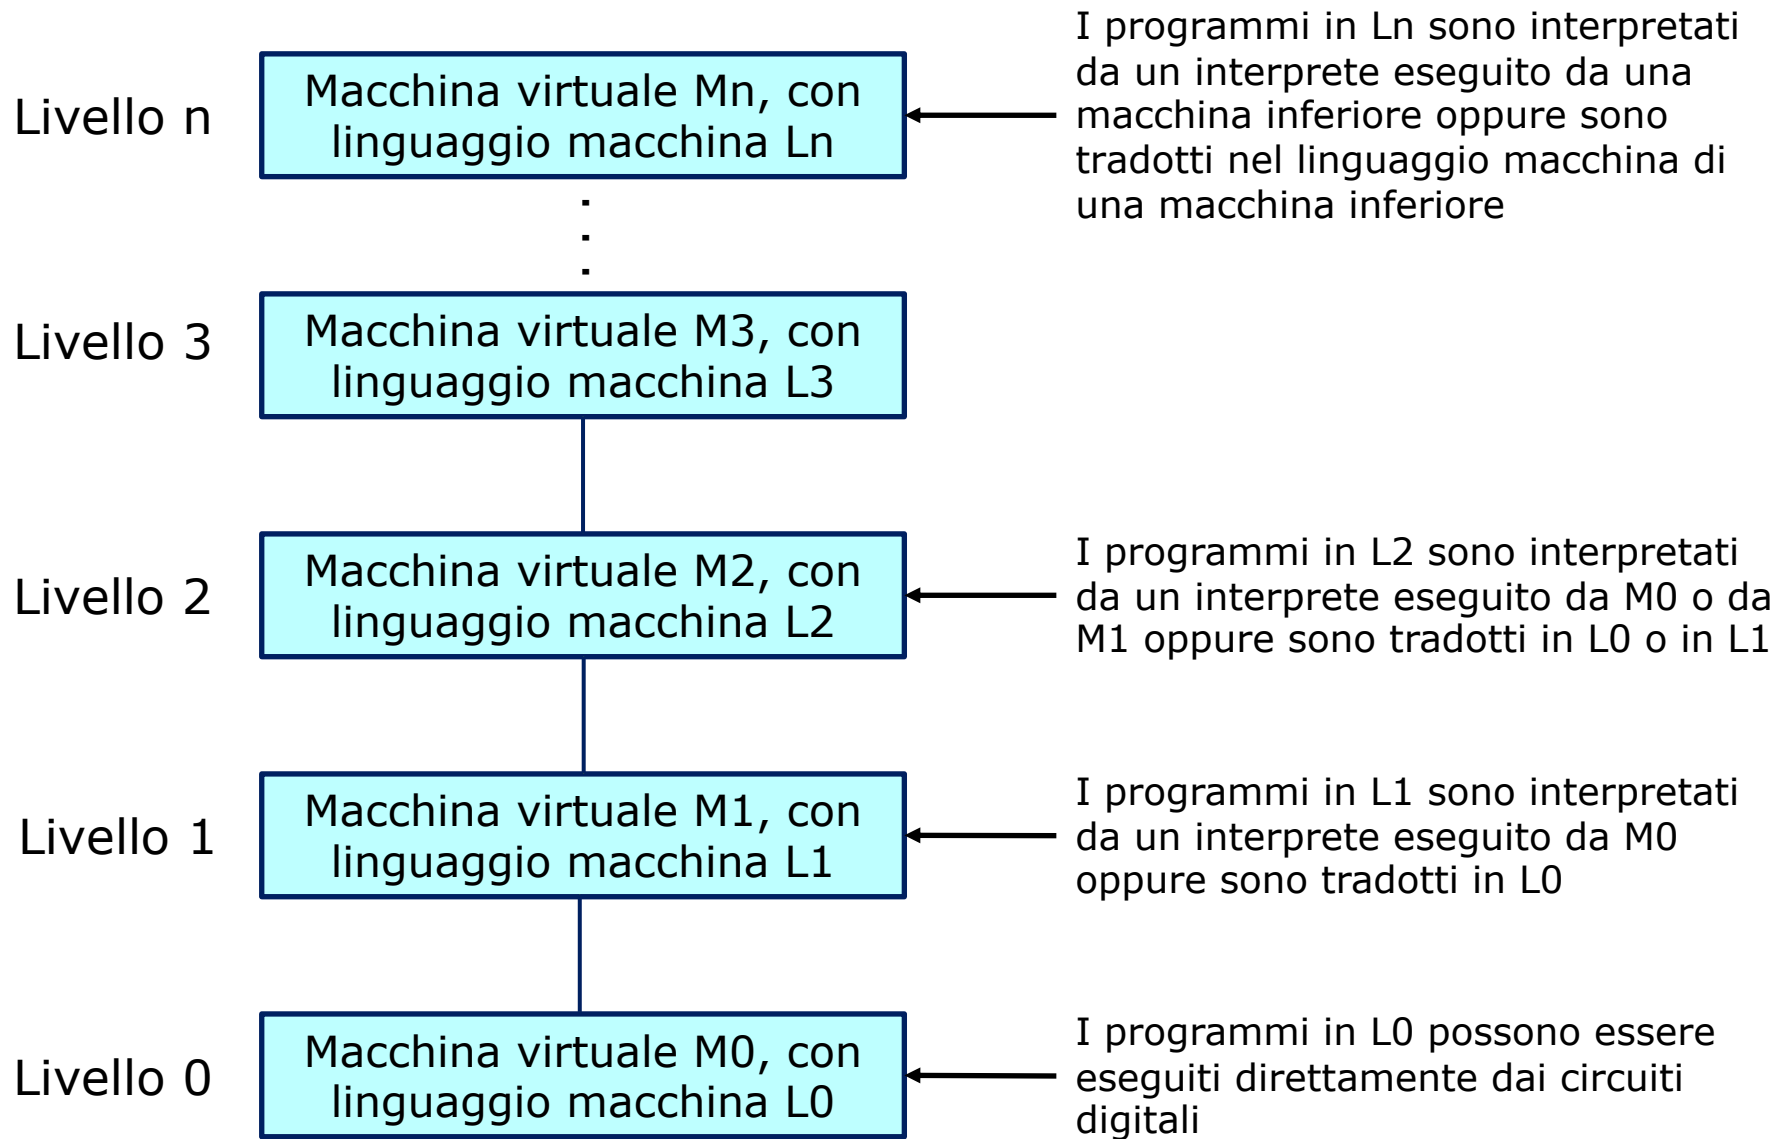 I programmi in Ln sono interpretati
da un interprete eseguito da una
macchina inferiore oppure sono
tradotti nel linguaggio macchina di
una macchina inferiore
Livello n
Macchina virtuale Mn, con
linguaggio macchina Ln
Livello 3
Macchina virtuale M3, con
linguaggio macchina L3
Livello 2
Macchina virtuale M2, con
linguaggio macchina L2
I programmi in L2 sono interpretati
da un interprete eseguito da M0 o da
M1 oppure sono tradotti in L0 o in L1
Livello 1
Macchina virtuale M1, con
linguaggio macchina L1
I programmi in L1 sono interpretati
da un interprete eseguito da M0
oppure sono tradotti in L0
Livello 0
Macchina virtuale M0, con
linguaggio macchina L0
I programmi in L0 possono essere
eseguiti direttamente dai circuiti
digitali